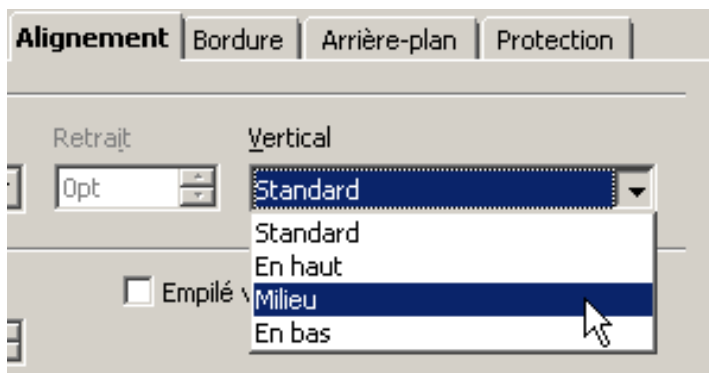 Alignement Bordure Arrière-plan Protection
Retrait Vertical
0pt Standard
Standard
En haut
Empilé
Milieu
En bas